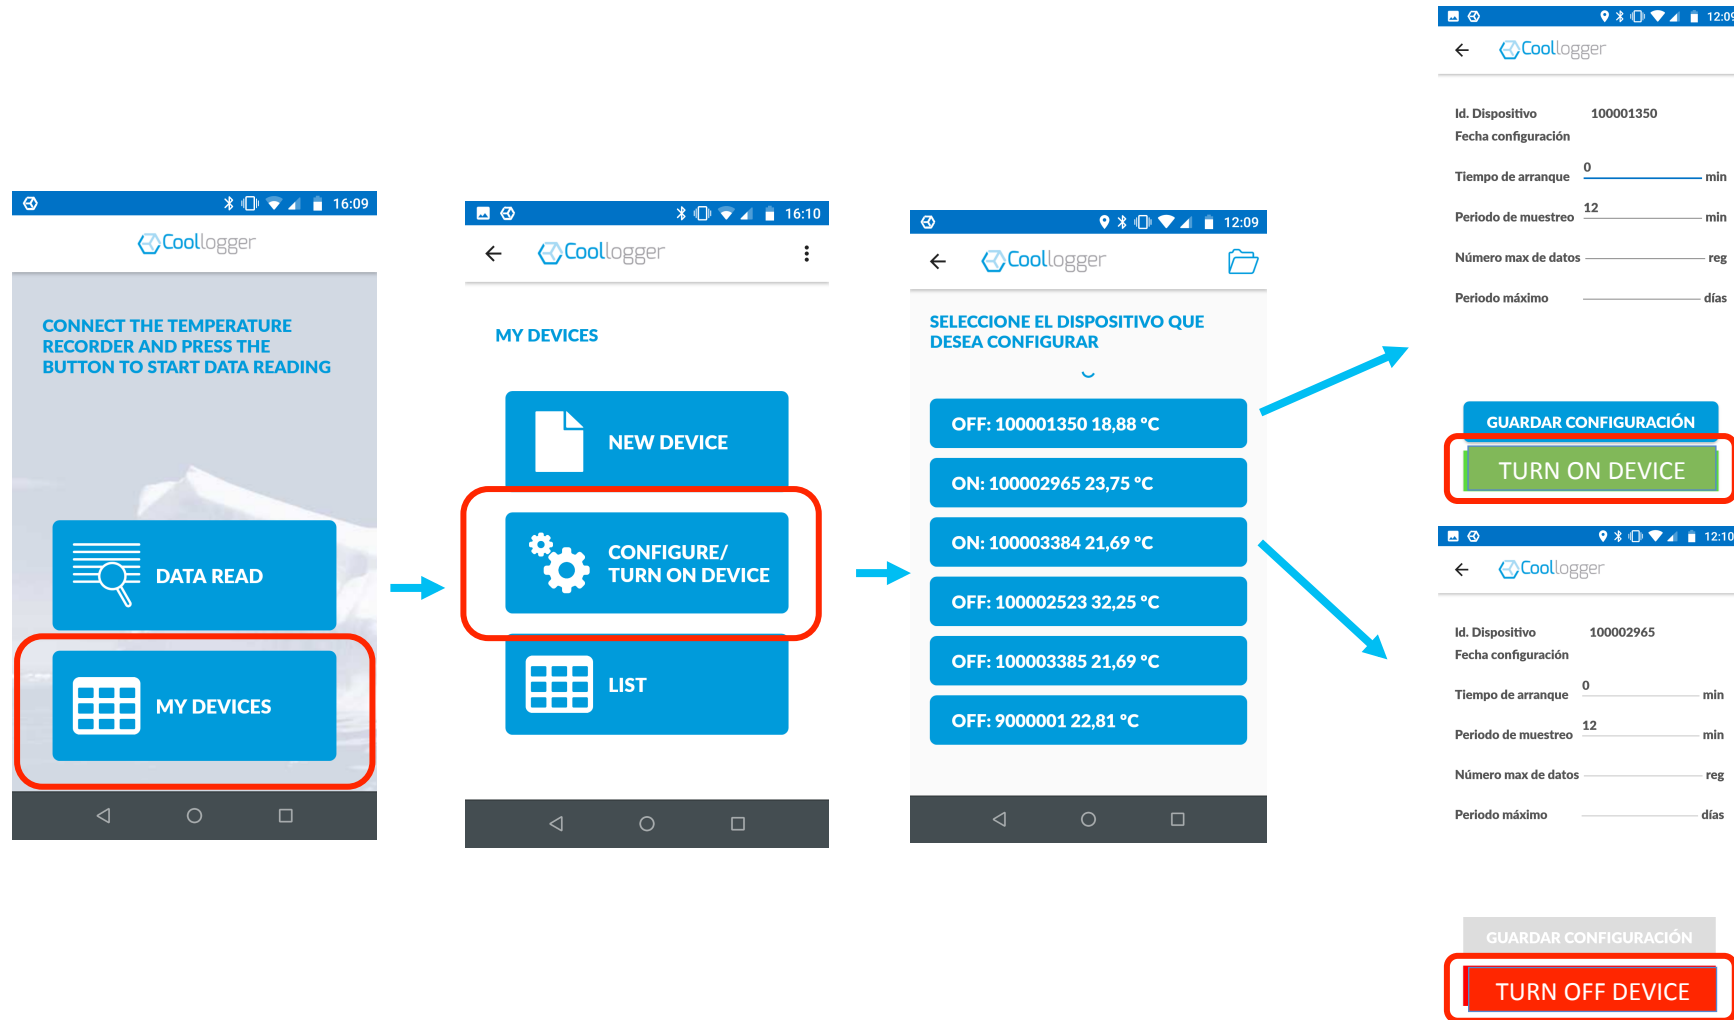 16:09
Coollogger
CONNECT THE TEMPERATURE
RECORDER AND PRESS THE
BUTTON TO START DATA READING
DATA READ
MY DEVICES
16:10
Coollogger
MY DEVICES
NEW DEVICE
CONFIGURE/
TURN ON DEVICE
LIST
12:09
Coollogger
SELECCIONE EL DISPOSITIVO QUE
DESEA CONFIGURAR
OFF: 100001350 18,88 °C
ON: 100002965 23,75 °C
ON: 100003384 21,69 °C
OFF: 100002523 32,25 °C
OFF: 100003385 21,69 °C
OFF: 9000001 22,81 °C
12:09
Coollogger
Id. Dispositivo 100001350
Fecha configuración
Tiempo de arranque 0 min
Periodo de muestreo 12 min
Número max de datos reg
Periodo máximo días
GUARDAR CONFIGURACIÓN
TURN ON DEVICE
12:10
Coollogger
Id. Dispositivo 100002965
Fecha configuración
Tiempo de arranque 0 min
Periodo de muestreo 12 min
Número max de datos reg
Periodo máximo días
GUARDAR CONFIGURACIÓN
TURN OFF DEVICE